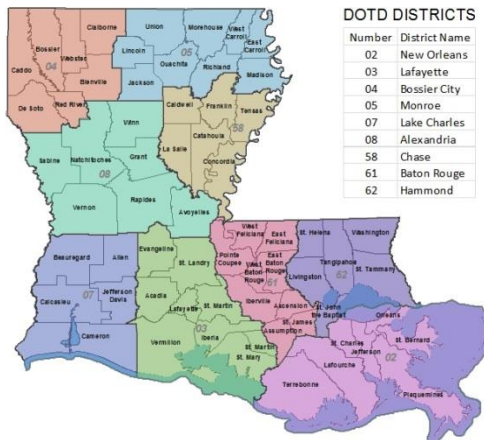 DOTD DISTRICTS
Number District Name
02 New Orleans
03 Lafayette
04 Bossier City
05 Monroe
07 Lake Charles
08 Alexandria
58 Chase
61 Baton Rouge
62 Hammond
Claiborne
Bossier
Webster
04
Caddo
Bienville
De Soto
Red River
Union
Morehouse
West
Carroll
East
Carroll
Lincoln
05
Ouachita
Richland
Jackson
Madison
Caldwell
Franklin
Tensas
58
Catahoula
La Salle
Concordia
Winn
Sabine
Natchitoches
Grant
08
Vernon
Rapides
Avoyelles
Beauregard
Allen
Calcasieu
07
Jefferson
Davis
Cameron
Evangeline
St. Landry
Acadia
Lafayette
St. Martin
03
Vermilion
Iberia
St. Martin
St. Mary
West
Feliciana
East
Feliciana
Pointe
Coupee
West
Baton
Rouge
East
Baton
Rouge
61
Iberville
Ascension
St. James
Assumption
St. Helena
Washington
Tangipahoa
Livingston
62
St. Tammany
St. John
the Baptist
Orleans
St. Charles
Jefferson
St. Bernard
02
Lafourche
Terrebonne
Plaquemines